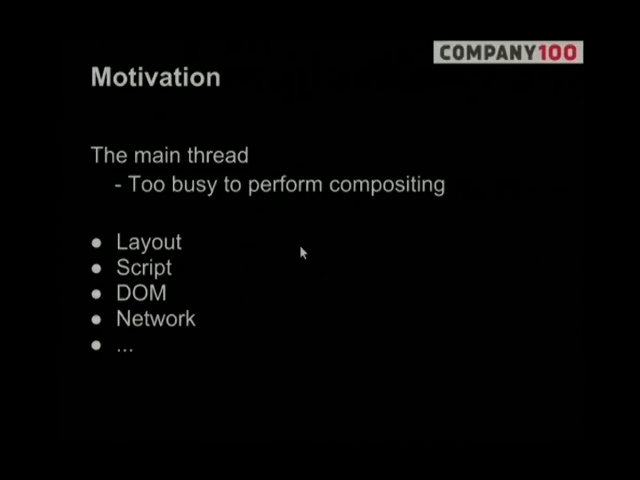 COMPANY100
Motivation
The main thread
- Too busy to perform compositing
● Layout
● Script
● DOM
● Network
● ...